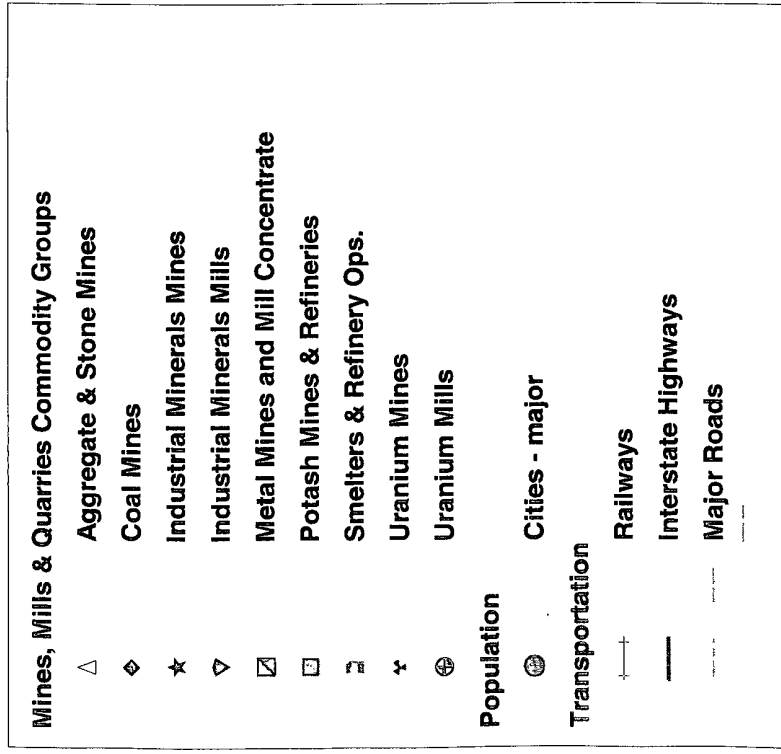 Mines, Mills & Quarries Commodity Groups
Aggregate & Stone Mines
Coal Mines
Industrial Minerals Mines
Industrial Minerals Mills
Metal Mines and Mill Concentrate
Potash Mines & Refineries
Smelters & Refinery Ops.
Uranium Mines
Uranium Mills
Population
Cities - major
Transportation
Railways
Interstate Highways
Major Roads